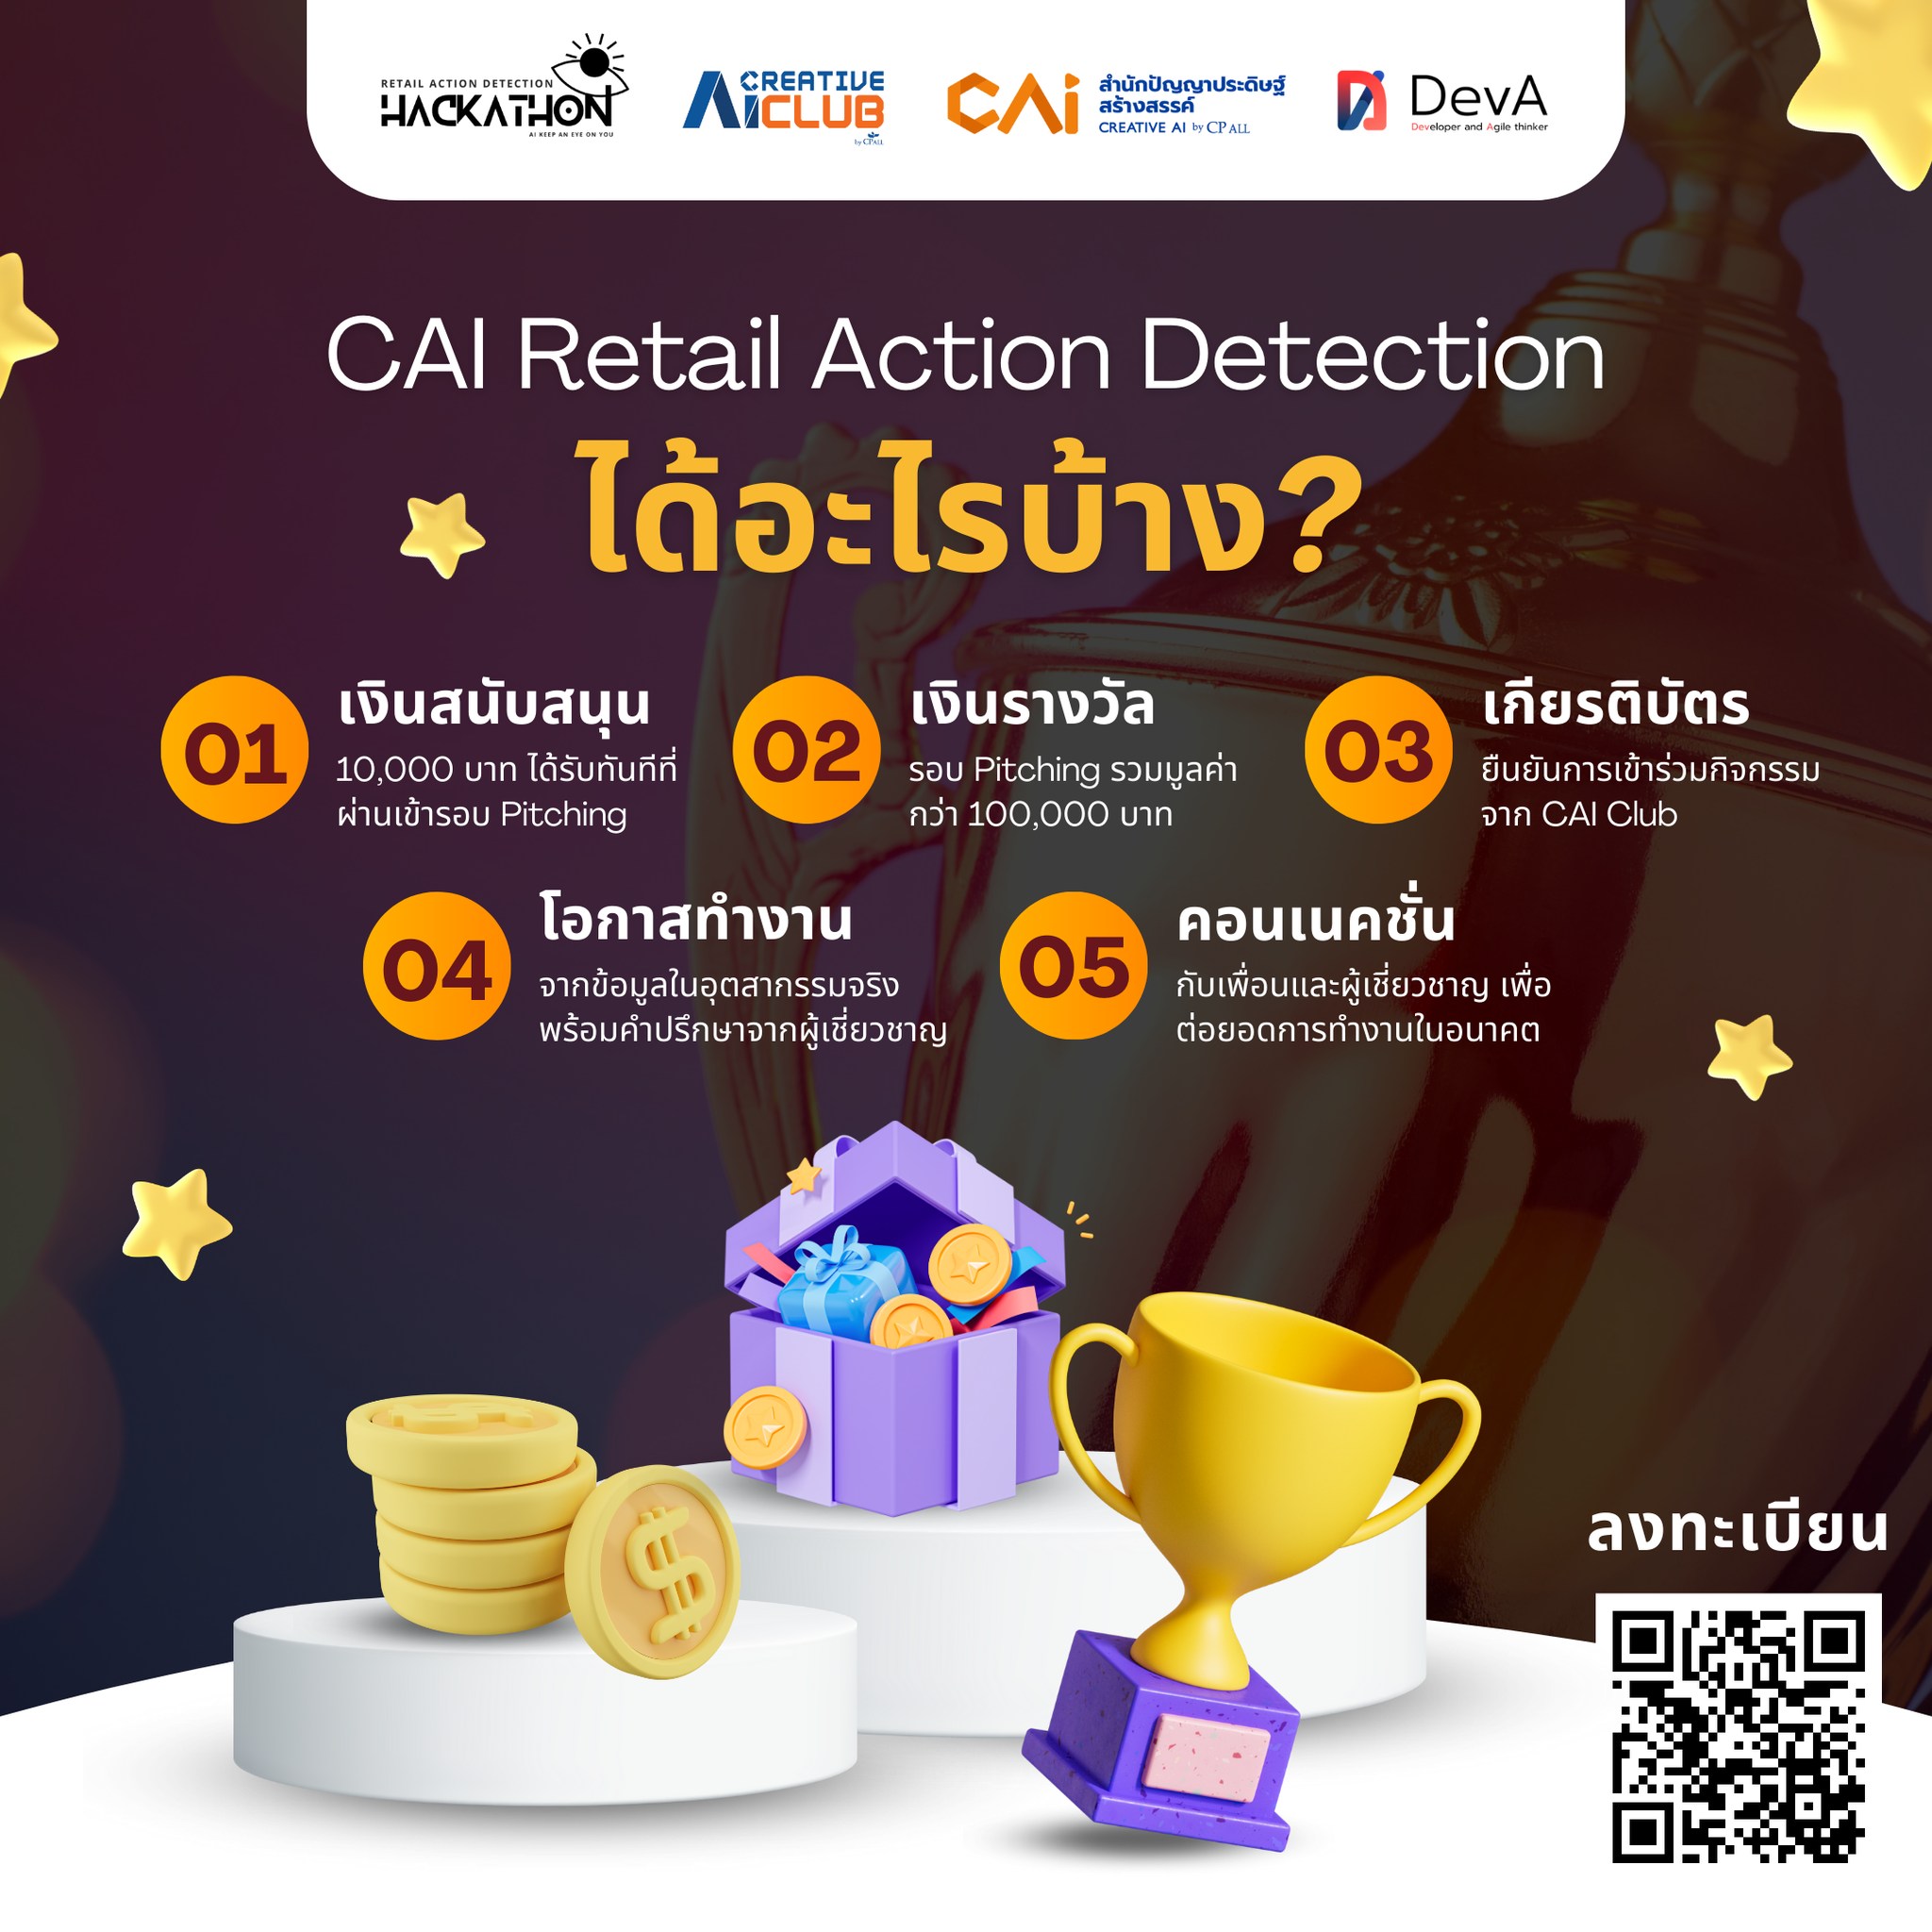 RETAIL ACTION DETECTION
HACKATHON
AI KEEP AN EYE ON YOU
CREATIVE
AI CLUB
by CP ALL
CAi
สำนักปัญญาประดิษฐ์
สร้างสรรค์
CREATIVE AI by CP ALL
DevA
Developer and Agile thinker
CAI Retail Action Detection
ได้อะไรบ้าง?
01
เงินสนับสนุน
10,000 บาท ได้รับทันทีที่
ผ่านเข้ารอบ Pitching
02
เงินรางวัล
รอบ Pitching รวมมูลค่า
กว่า 100,000 บาท
03
เกียรติบัตร
ยืนยันการเข้าร่วมกิจกรรม
จาก CAI Club
04
โอกาสทำงาน
จากข้อมูลในอุตสากรรมจริง
พร้อมคำปรึกษาจากผู้เชี่ยวชาญ
05
คอนเนคชั่น
กับเพื่อนและผู้เชี่ยวชาญ เพื่อ
ต่อยอดการทำงานในอนาคต
$
ลงทะเบียน